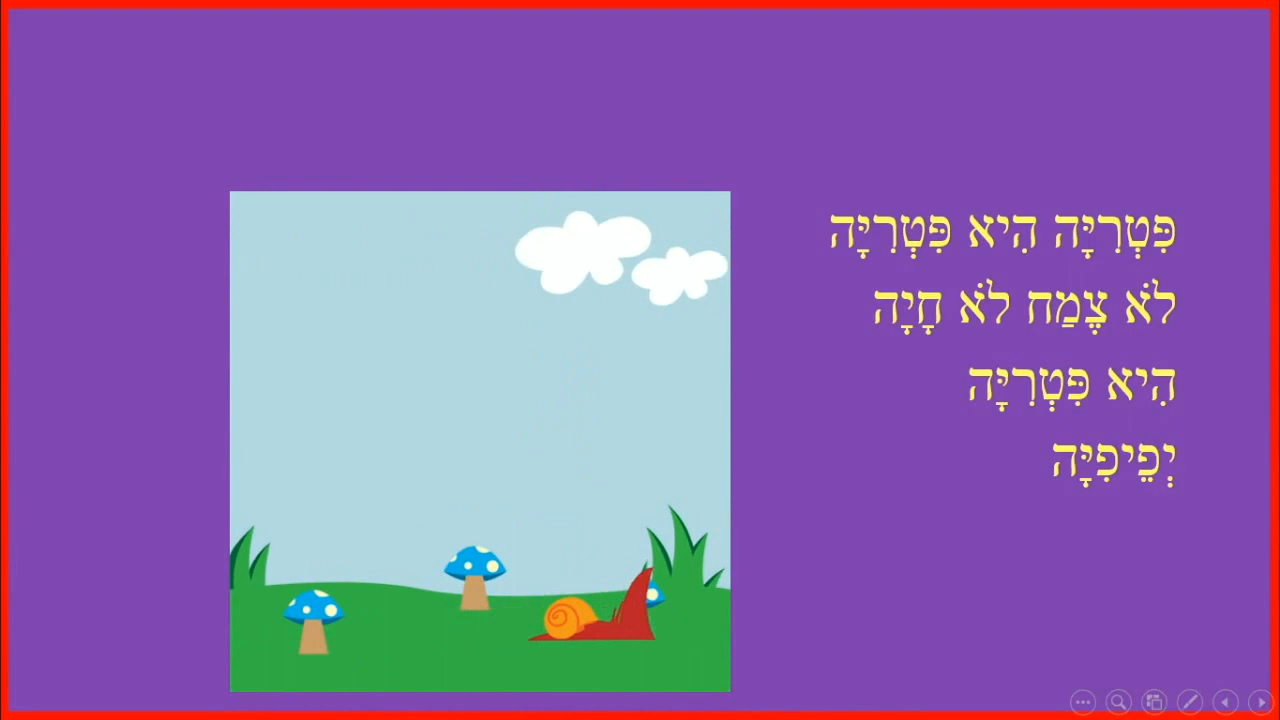 פִּטְרִיָּה הִיא פִּטְרִיָּה
לֹא צֶמַח לֹא חָיָה
הִיא פִּטְרִיָּה
יְפֵיפִיָּה